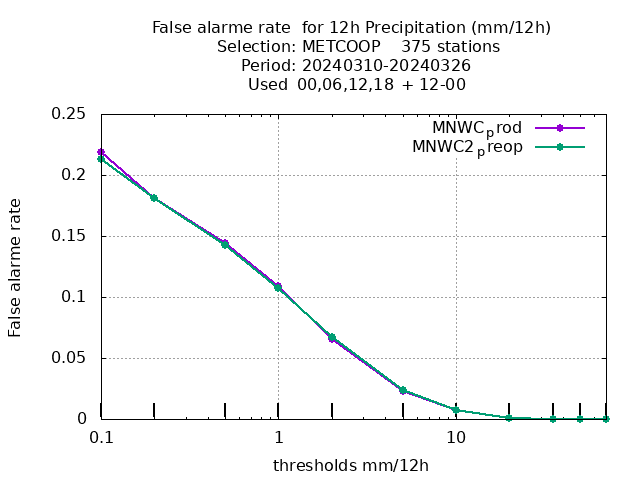 False alarme rate  for 12h Precipitation (mm/12h)
Selection: METCOOP    375 stations
Period: 20240310-20240326
Used 00,06,12,18 + 12-00
MNWCprod
MNWC2preop
0.25
0.2
0.15
0.1
0.05
0
False alarme rate
0.1 1 10
thresholds mm/12h